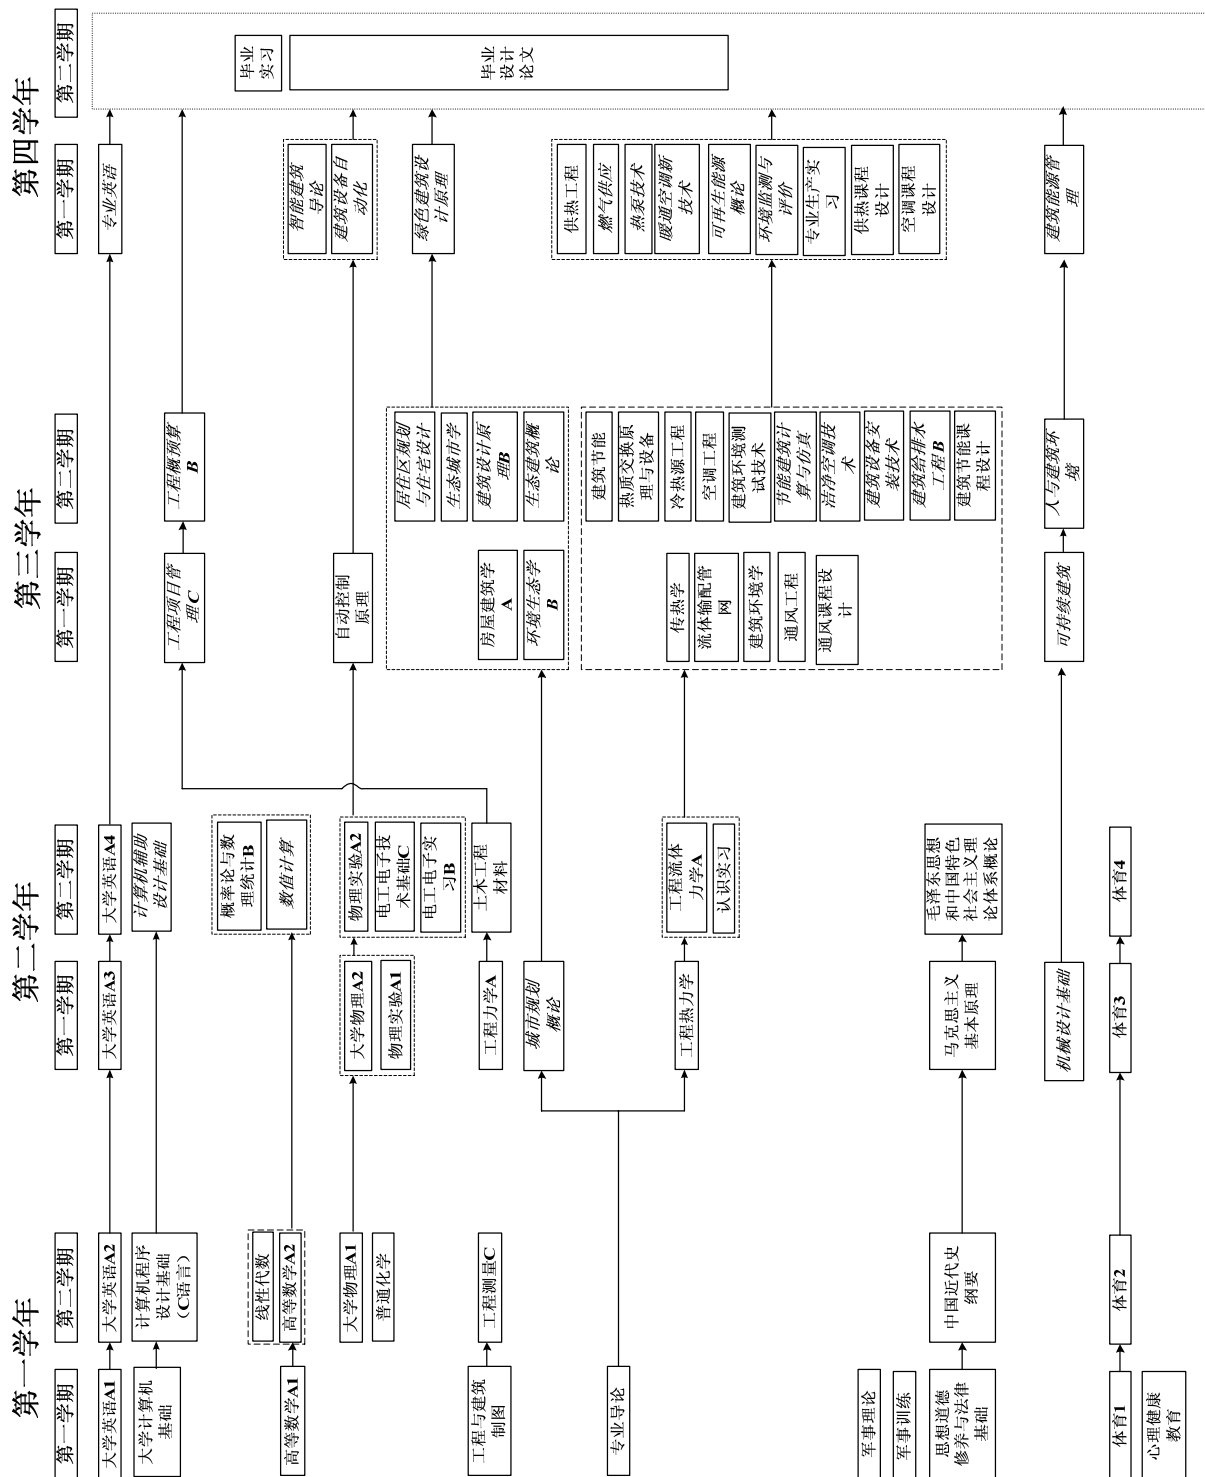 第一学年
第二学年
第三学年
第四学年
第一学期
第二学期
第一学期
第二学期
第一学期
第二学期
第一学期
第二学期
大学英语A1
大学英语A2
大学英语A3
大学英语A4
专业英语
大学计算机
基础
计算机程序
设计基础
（C语言）
计算机辅助
设计基础
工程项目管
理C
工程概预算
B
毕业
实习
毕业
设计
论文
高等数学A1
线性代数
高等数学A2
概率论与数
理统计B
数值计算
大学物理A1
普通化学
大学物理A2
物理实验A1
物理实验A2
电工电子技
术基础C
电工电子实
习B
自动控制
原理
智能建筑
导论
建筑设备自
动化
工程与建筑
制图
工程测量C
工程力学A
土木工程
材料
专业导论
城市规划
概论
房屋建筑学
A
环境生态学
B
居住区规划
与住宅设计
生态城市学
建筑设计原
理B
生态建筑概
论
绿色建筑设
计原理
工程热力学
工程流体
力学A
认识实习
传热学
流体输配管
网
建筑环境学
通风工程
通风课程设
计
建筑节能
热质交换原
理与设备
冷热源工程
空调工程
建筑环境测
试技术
节能建筑计
算与仿真
洁净空调技
术
建筑设备安
装技术
建筑给排水
工程B
建筑节能课
程设计
供热工程
燃气供应
热泵技术
暖通空调新
技术
可再生能源
概论
环境监测与
评价
专业生产实
习
供热课程
设计
空调课程
设计
军事理论
军事训练
思想道德
修养与法律
基础
中国近代史
纲要
马克思主义
基本原理
毛泽东思想
和中国特色
社会主义理
论体系概论
机械设计基础
可持续建筑
人与建筑环
境
建筑能源管
理
体育1
体育2
体育3
体育4
心理健康
教育